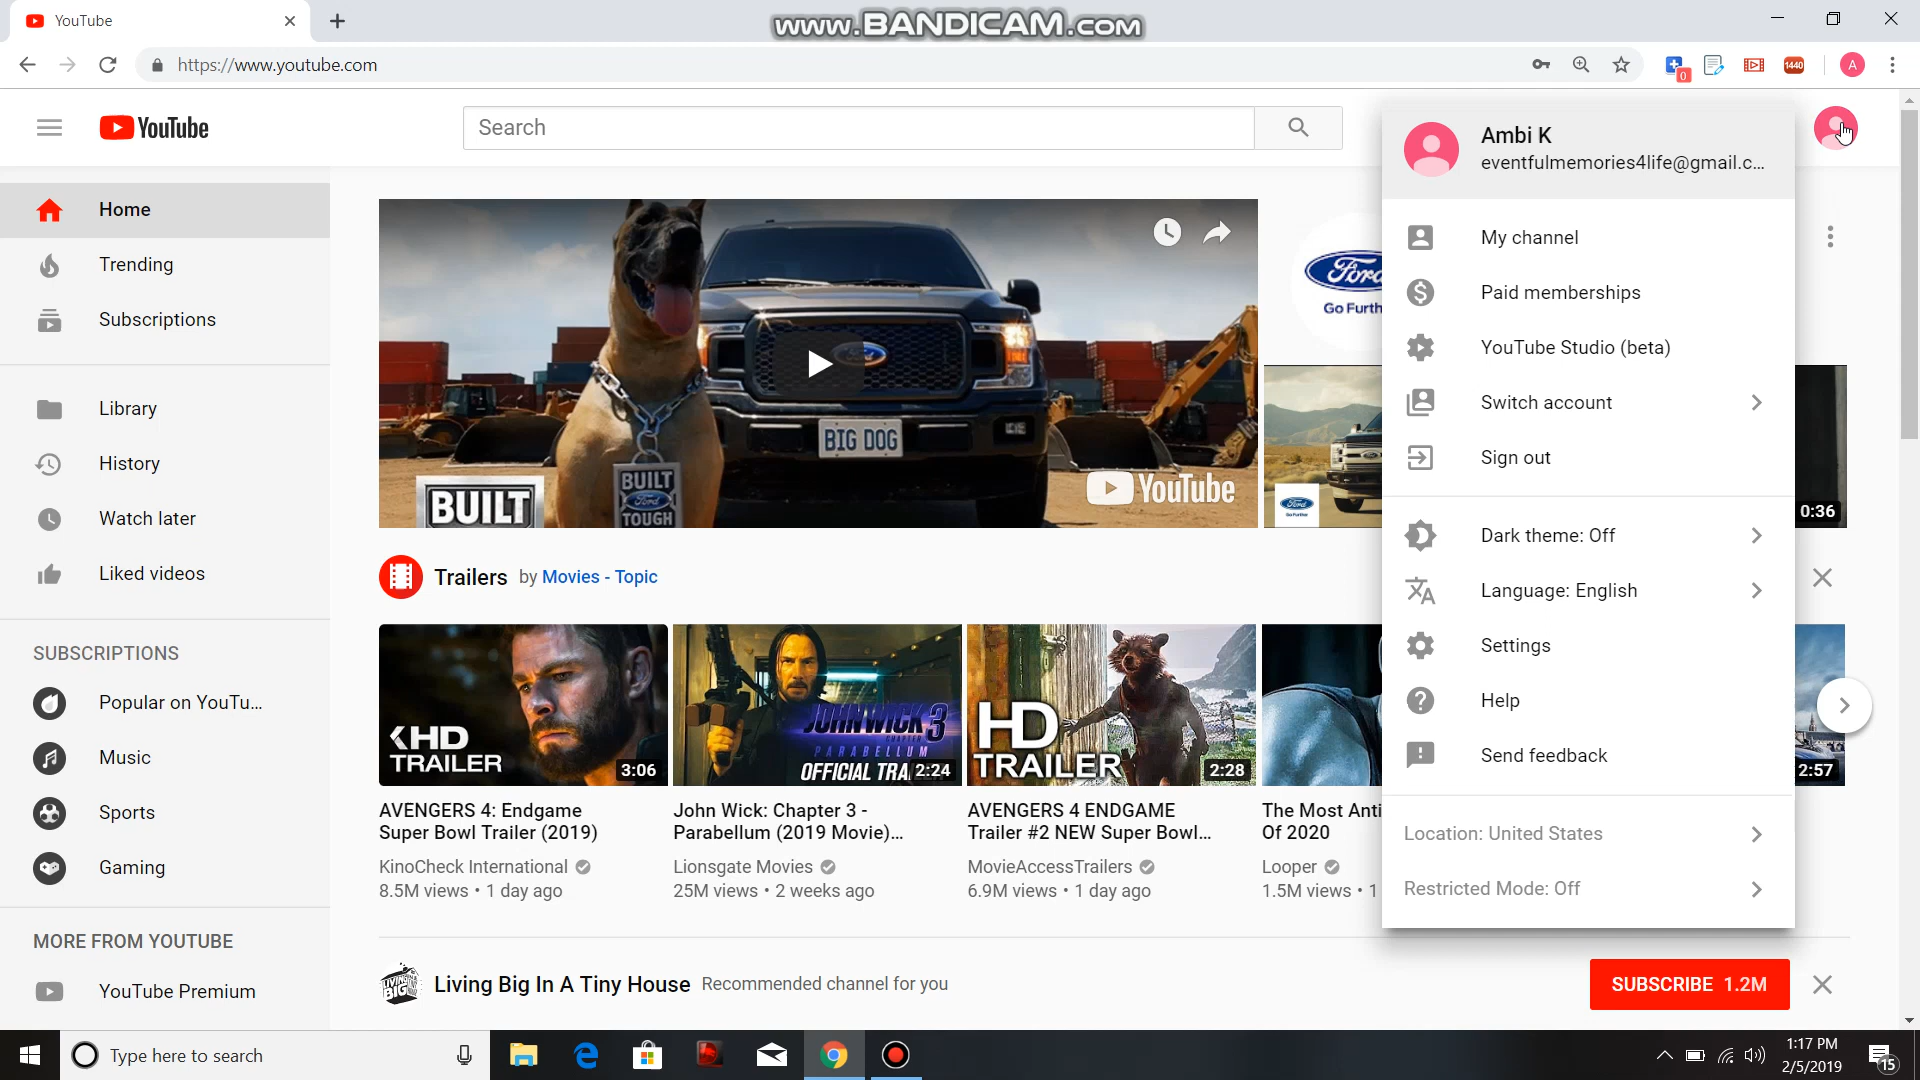 YouTube
www.BANDICAM.com
https://www.youtube.com
0
1440
A
YouTube
Search
Ambi K
eventfulmemories4life@gmail.c...
Home
Trending
Subscriptions
Library
History
Watch later
Liked videos
SUBSCRIPTIONS
Popular on YouTu...
Music
Sports
Gaming
MORE FROM YOUTUBE
YouTube Premium
BIG DOG
BUILT
BUILT
Ford
TOUGH
YouTube
Ford
Go Furth
0:36
Trailers by Movies - Topic
HD
TRAILER
3:06
JOHN WICK 3
CHAPTER
PARABELLUM
OFFICIAL TRA
2:24
HD
TRAILER
2:28
2:57
AVENGERS 4: Endgame
Super Bowl Trailer (2019)
KinoCheck International
8.5M views • 1 day ago
John Wick: Chapter 3 -
Parabellum (2019 Movie)...
Lionsgate Movies
25M views • 2 weeks ago
AVENGERS 4 ENDGAME
Trailer #2 NEW Super Bowl...
MovieAccessTrailers
6.9M views • 1 day ago
The Most Anti
Of 2020
Looper
1.5M views • 1
Living Big In A Tiny House Recommended channel for you
SUBSCRIBE 1.2M
My channel
Paid memberships
YouTube Studio (beta)
Switch account
Sign out
Dark theme: Off
Language: English
Settings
Help
Send feedback
Location: United States
Restricted Mode: Off
Type here to search
1:17 PM
2/5/2019
15